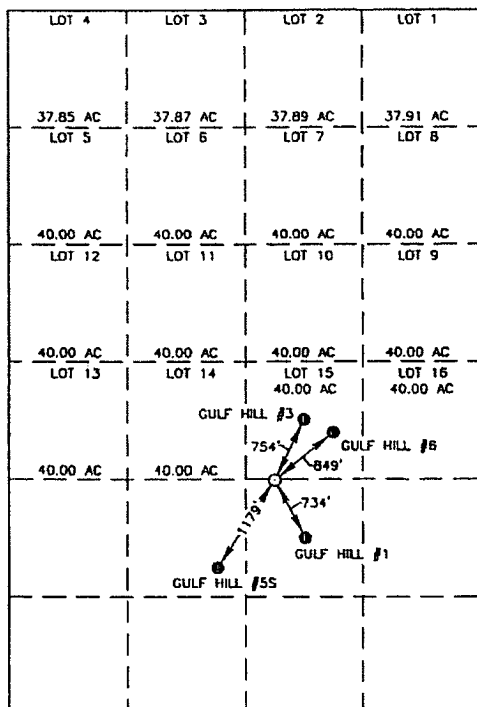 LOT 4 LOT 3 LOT 2 LOT 1
37.85 AC 37.87 AC 37.89 AC 37.91 AC
LOT 5 LOT 6 LOT 7 LOT 8
40.00 AC 40.00 AC 40.00 AC 40.00 AC
LOT 12 LOT 11 LOT 10 LOT 9
40.00 AC 40.00 AC 40.00 AC 40.00 AC
LOT 13 LOT 14 LOT 15 LOT 16
40.00 AC 40.00 AC
GULF HILL #3
754'
GULF HILL #6
849'
40.00 AC 40.00 AC
734'
1179'
GULF HILL #1
GULF HILL #5S